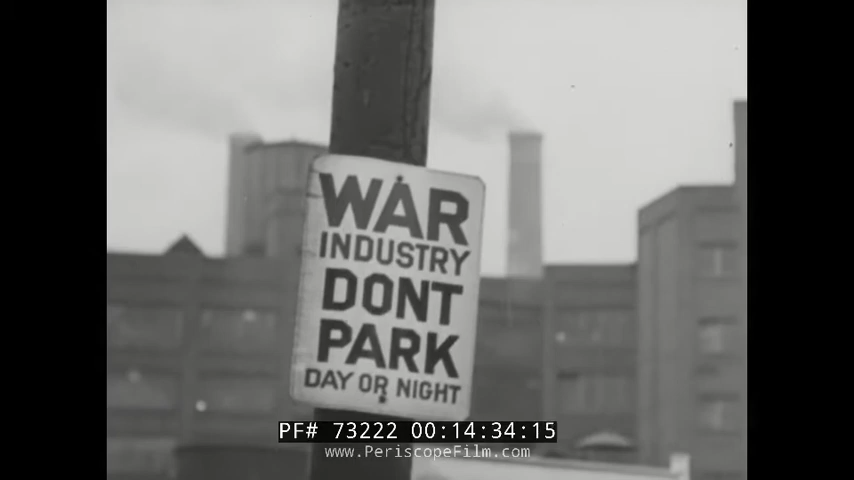 WAR
INDUSTRY
DONT
PARK
DAY OR NIGHT
PF# 73222 00:14:34:15
www.PeriscopeFilm.com